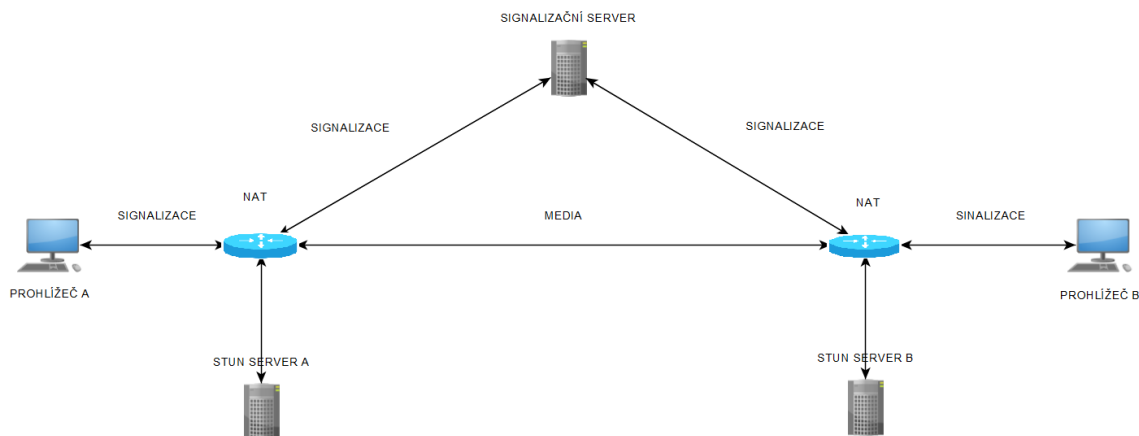 SIGNALIZAČNÍ SERVER
SIGNALIZACE
SIGNALIZACE
NAT
NAT
SIGNALIZACE
MEDIA
SINALIZACE
PROHLÍŽEČ A
PROHLÍŽEČ B
STUN SERVER A
STUN SERVER B